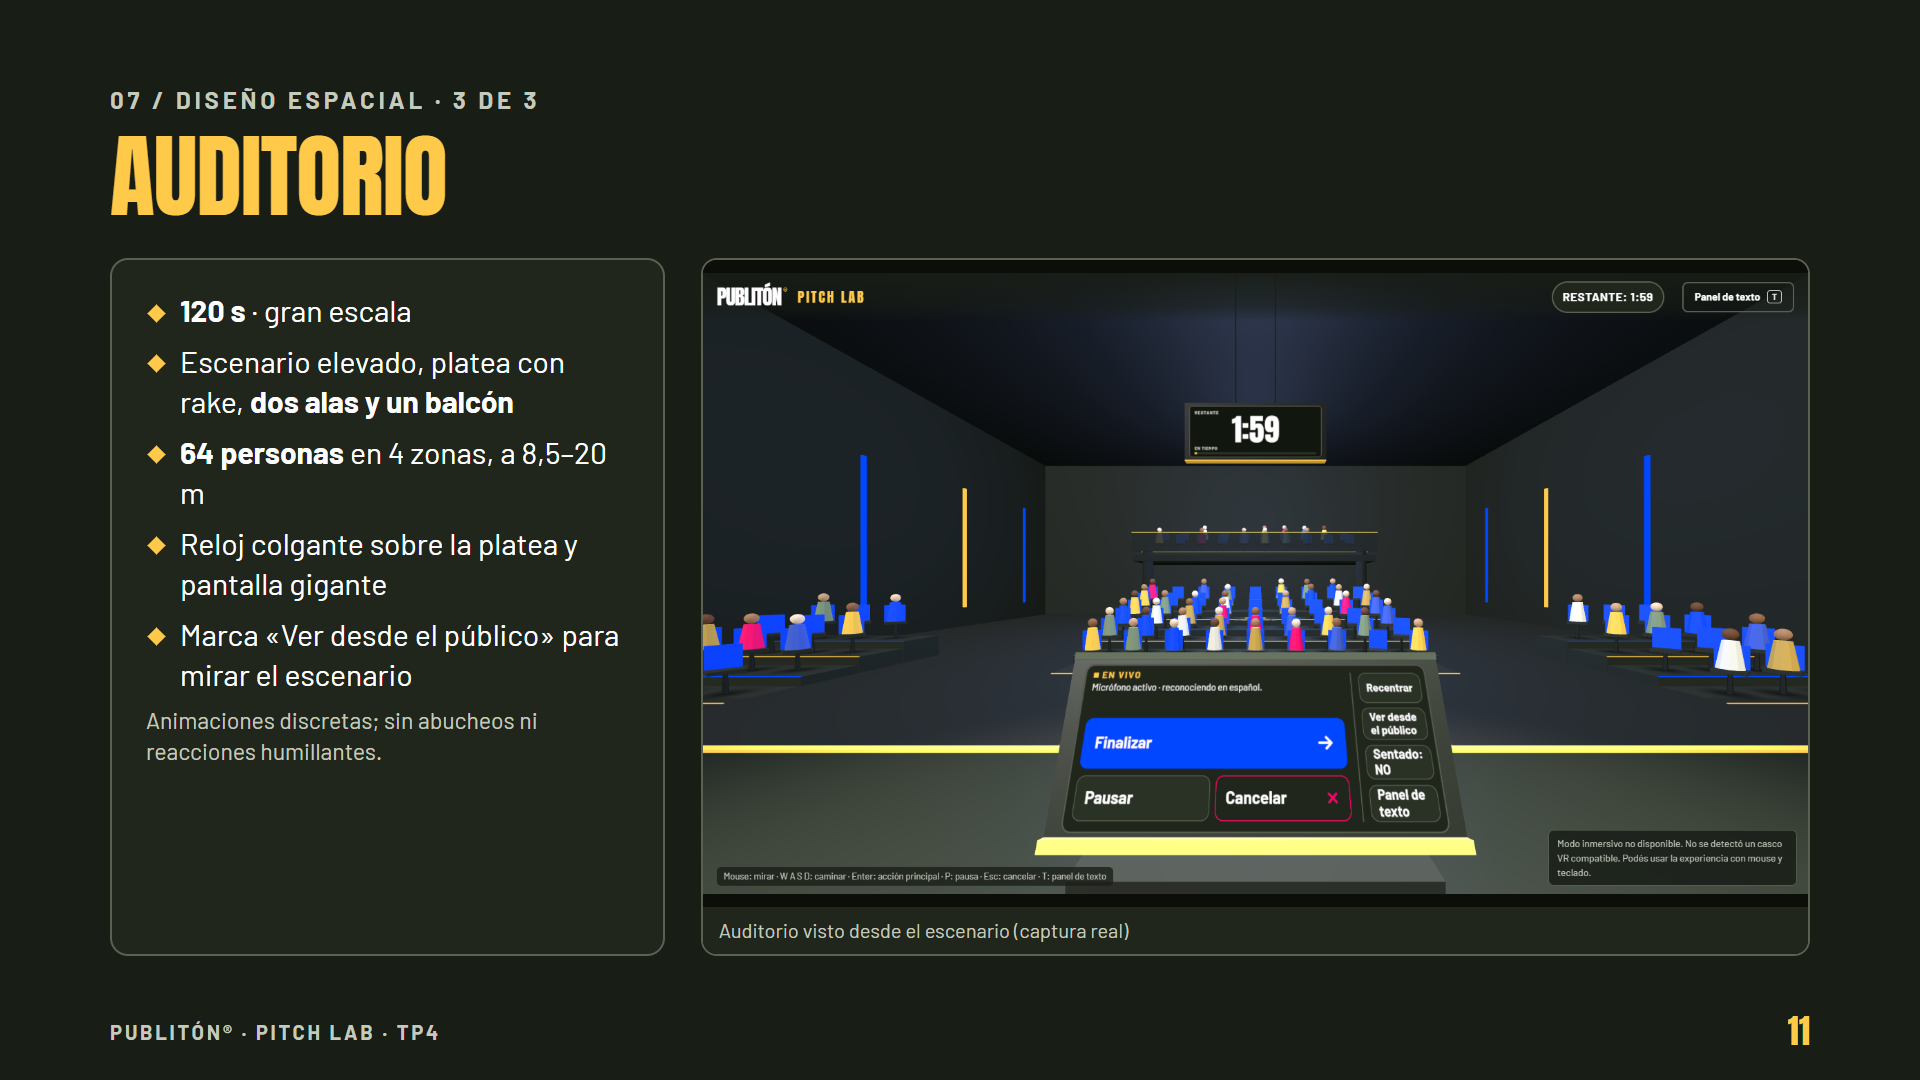 07 / DISEÑO ESPACIAL · 3 DE 3
AUDITORIO
120 s · gran escala
Escenario elevado, platea con
rake, dos alas y un balcón
64 personas en 4 zonas, a 8,5–20
m
Reloj colgante sobre la platea y
pantalla gigante
Marca «Ver desde el público» para
mirar el escenario
Animaciones discretas; sin abucheos ni
reacciones humillantes.
PUBLITÓN® PITCH LAB
RESTANTE: 1:59
Panel de texto T
RESTANTE
1:59
EN TIEMPO
EN VIVO
Micrófono activo · reconociendo en español.
Finalizar →
Pausar
Cancelar ×
Recentrar
Ver desde
el público
Sentado:
NO
Panel de
texto
Mouse: mirar · W A S D: caminar · Enter: acción principal · P: pausa · Esc: cancelar · T: panel de texto
Modo inmersivo no disponible. No se detectó un casco
VR compatible. Podés usar la experiencia con mouse y
teclado.
Auditorio visto desde el escenario (captura real)
PUBLITÓN® · PITCH LAB · TP4
11